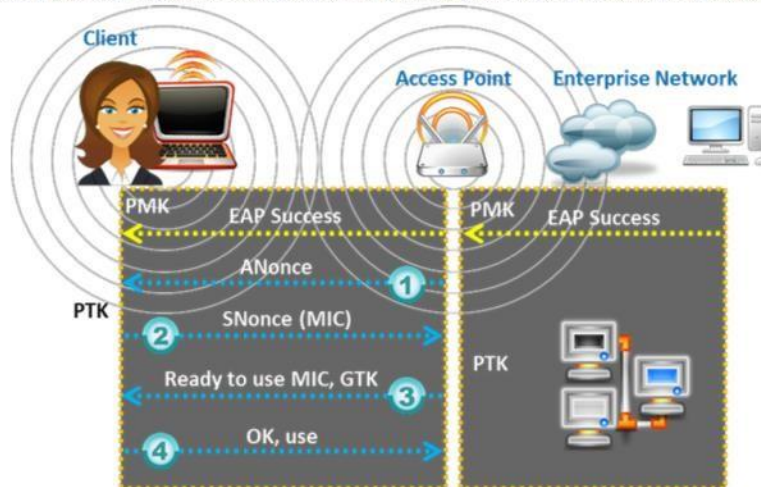 Client
Access Point
Enterprise Network
PMK
EAP Success
PMK
EAP Success
ANonce
1
PTK
SNonce (MIC)
2
Ready to use MIC, GTK
3
PTK
OK, use
4